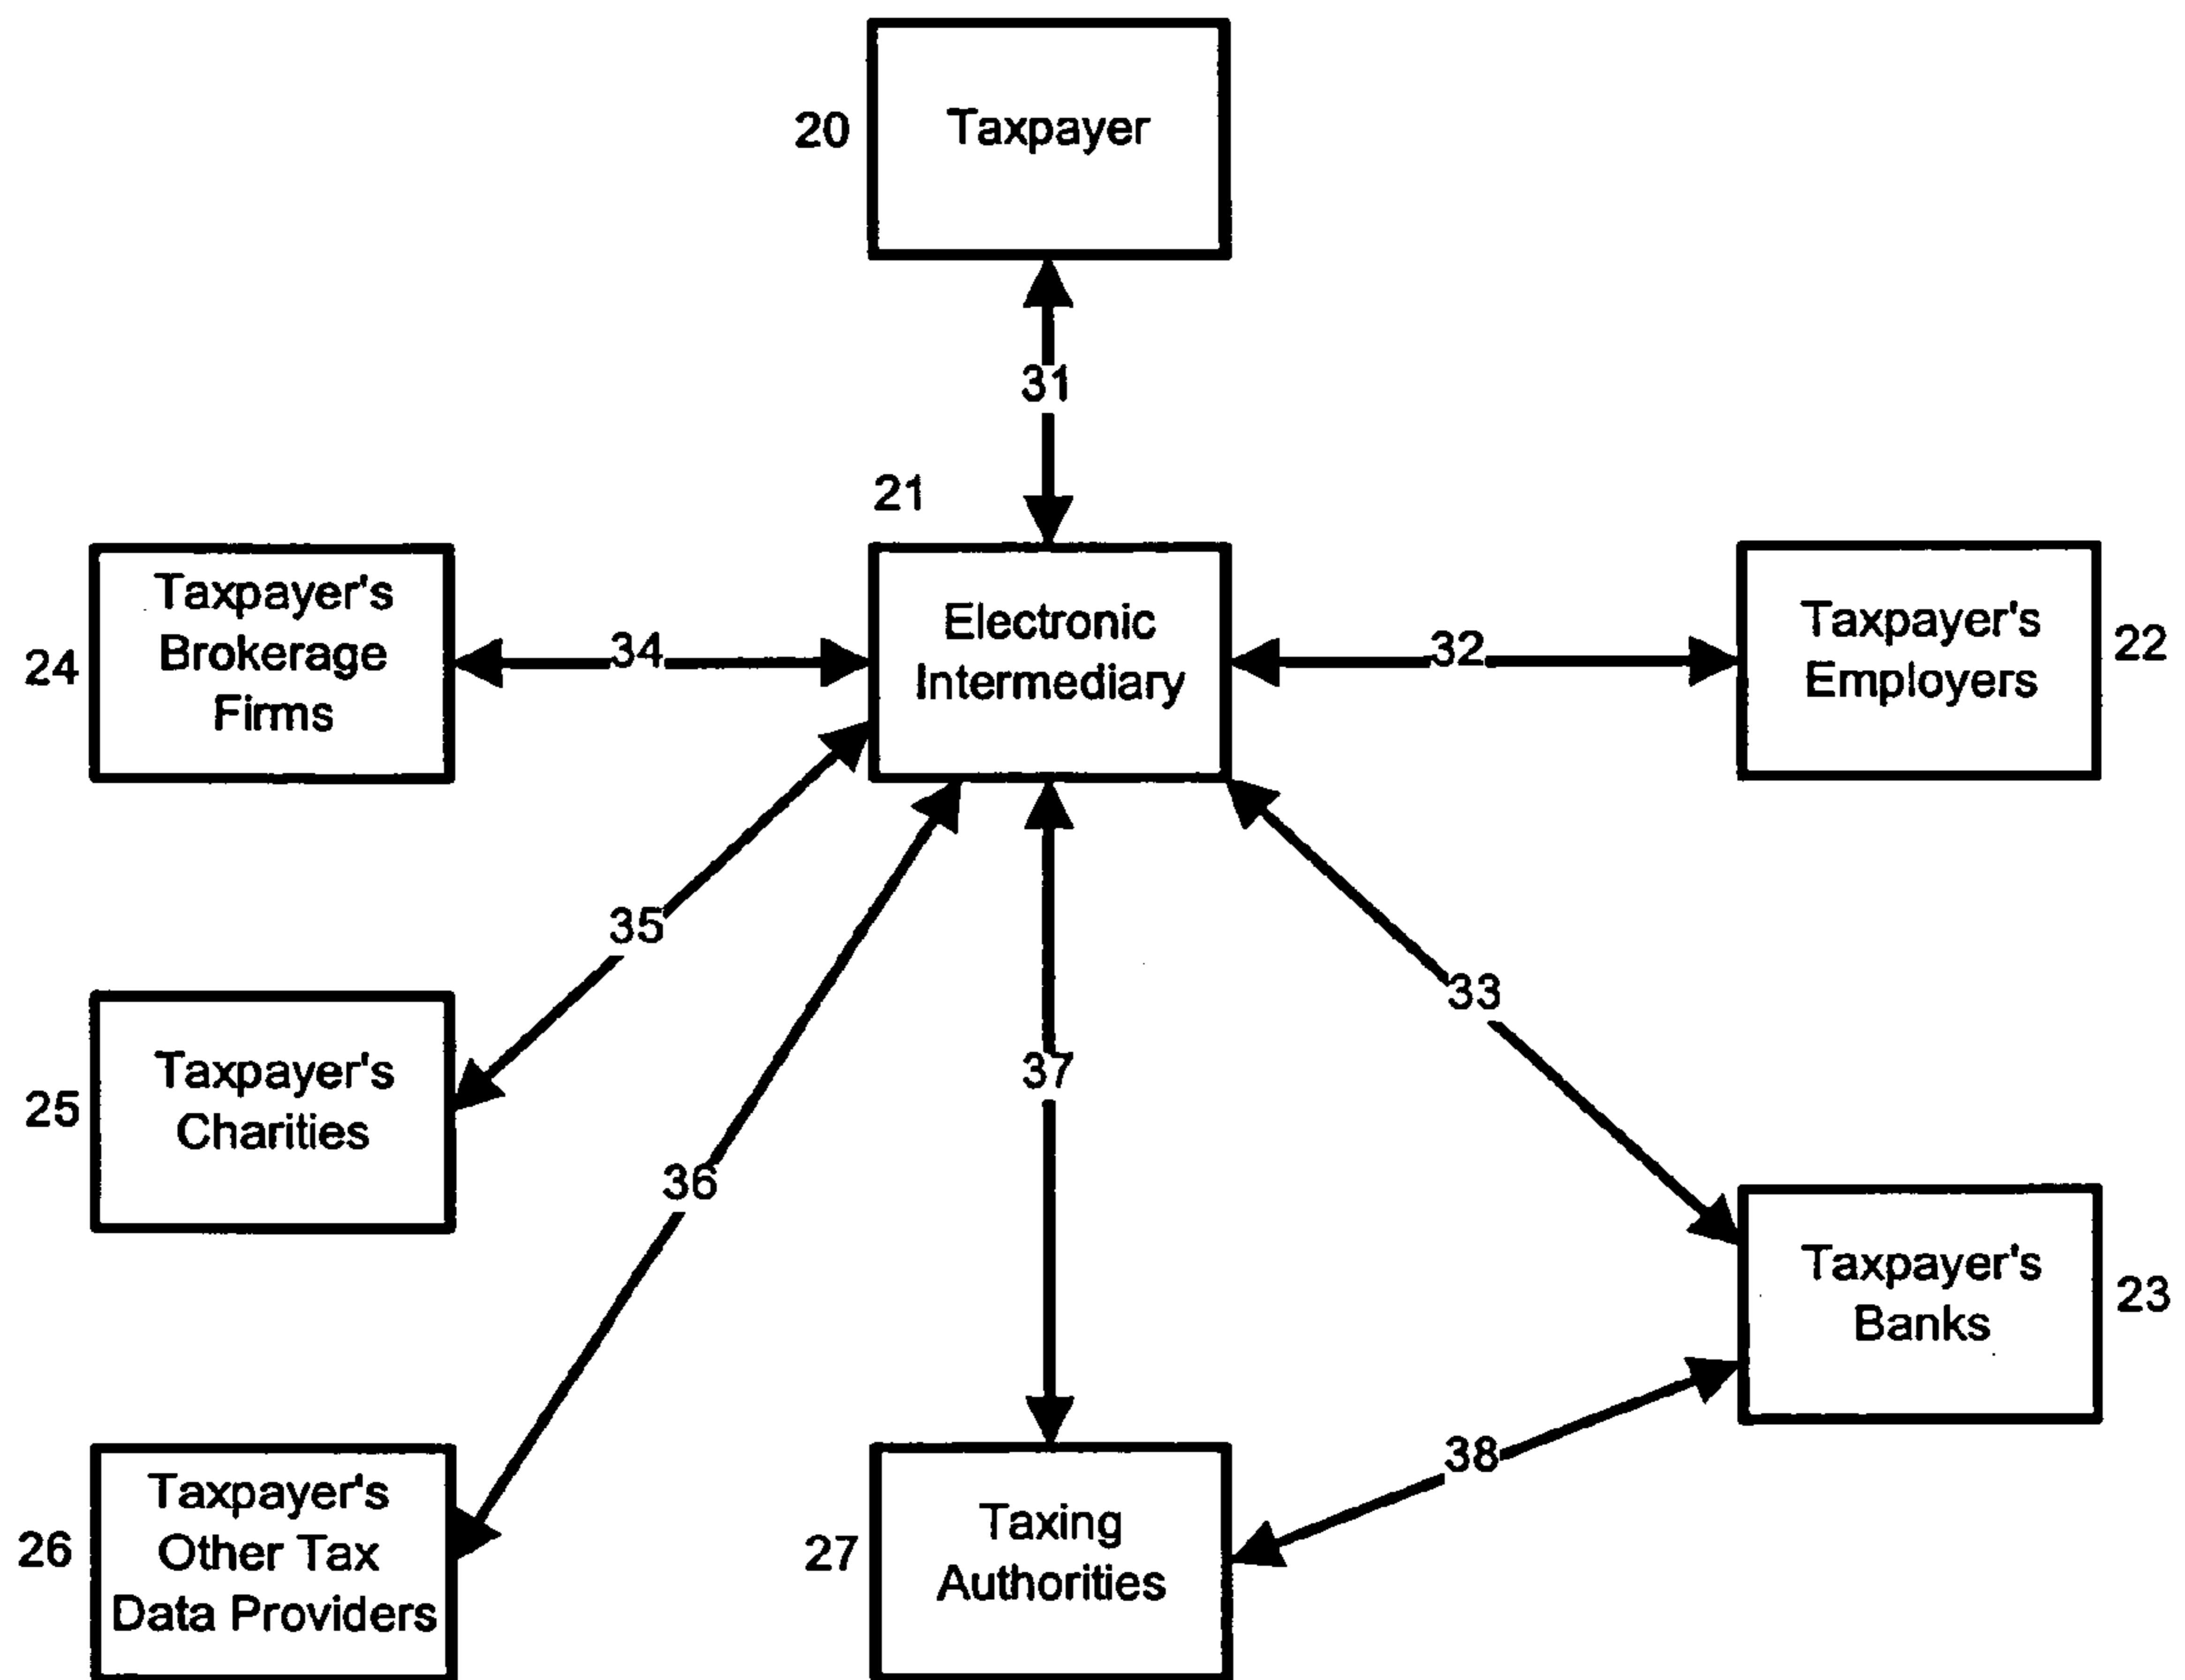 20
Taxpayer
31
21
Taxpayer's
Brokerage
Firms
24
34
Electronic
Intermediary
32
Taxpayer's
Employers
22
35
33
25
Taxpayer's
Charities
37
36
Taxpayer's
Banks
23
38
26
Taxpayer's
Other Tax
Data Providers
27
Taxing
Authorities